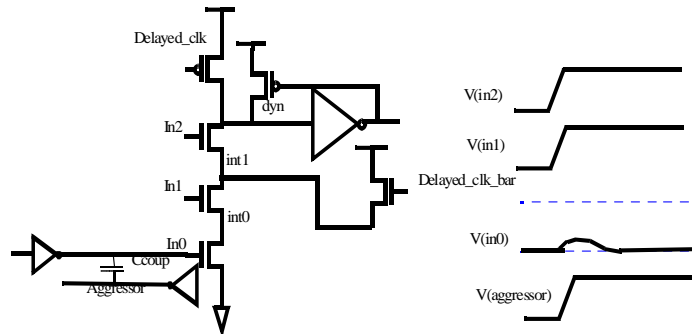 Delayed_clk
dyn
In2
int1
In1
int0
In0
Ccoup
Aggressor
Delayed_clk_bar
V(in2)
V(in1)
V(in0)
V(aggressor)